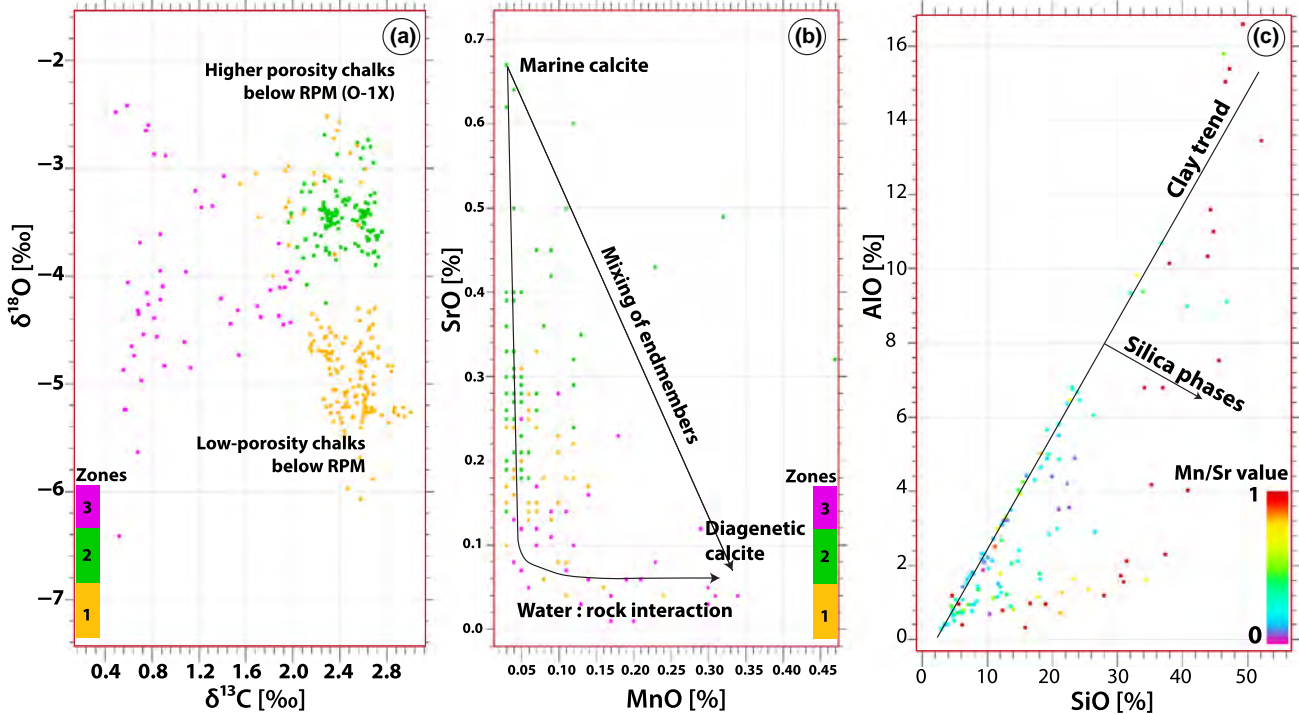 (a)
Higher porosity chalks
below RPM (O-1X)
Low-porosity chalks
below RPM
Zones
3
2
1
δ18O [‰]
−2
−3
−4
−5
−6
−7
0.4 0.8 1.2 1.6 2.0 2.4 2.8
δ13C [‰]
(b)
Marine calcite
Mixing of endmembers
Diagenetic
calcite
Water : rock interaction
Zones
3
2
1
SrO [%]
0.7
0.6
0.5
0.4
0.3
0.2
0.1
0.0
0.05 0.10 0.15 0.20 0.25 0.30 0.35 0.40 0.45
MnO [%]
(c)
Clay trend
Silica phases
Mn/Sr value
1
0
AlO [%]
16
14
12
10
8
6
4
2
0
0 10 20 30 40 50
SiO [%]